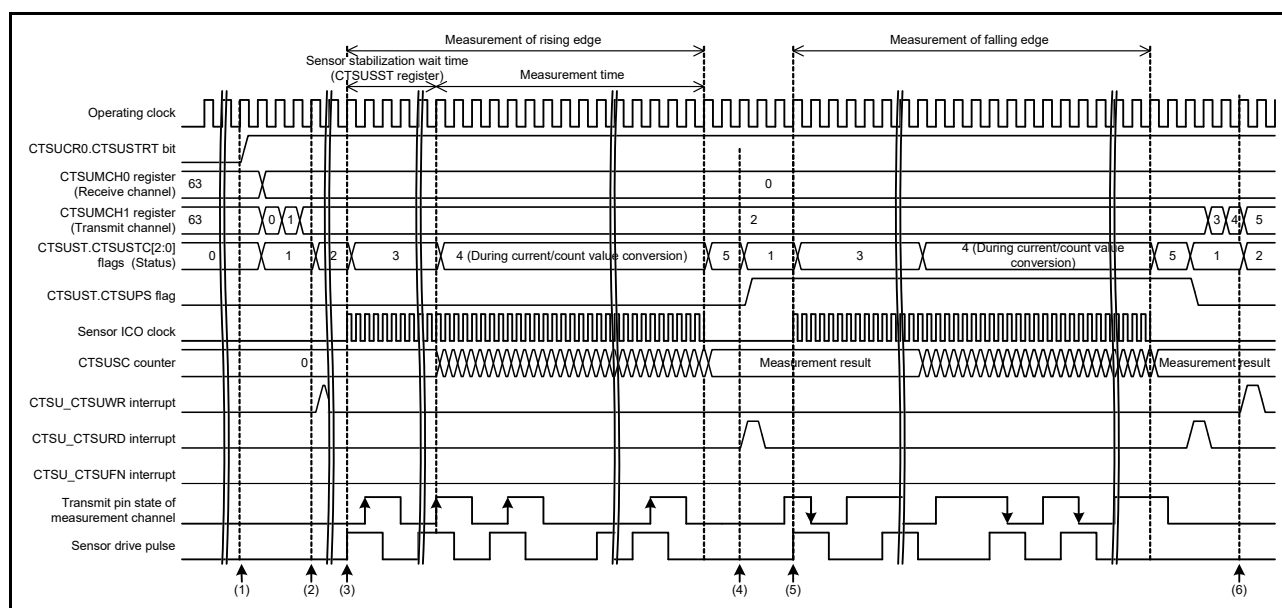 Measurement of rising edge
Measurement of falling edge
Sensor stabilization wait time
(CTSUSST register)
Measurement time
Operating clock
CTSUCR0.CTSUSTRT bit
CTSUMCH0 register
(Receive channel)
63
0
CTSUMCH1 register
(Transmit channel)
63
0
1
2
3
4
5
CTSUST.CTSUSTC[2:0]
flags (Status)
0
1
2
3
4 (During current/count value conversion)
5
1
3
4 (During current/count value
conversion)
5
1
2
CTSUST.CTSUPS flag
Sensor ICO clock
CTSUSC counter
0
Measurement result
Measurement result
CTSU_CTSUWR interrupt
CTSU_CTSURD interrupt
CTSU_CTSUFN interrupt
Transmit pin state of
measurement channel
Sensor drive pulse
(1)
(2)
(3)
(4)
(5)
(6)